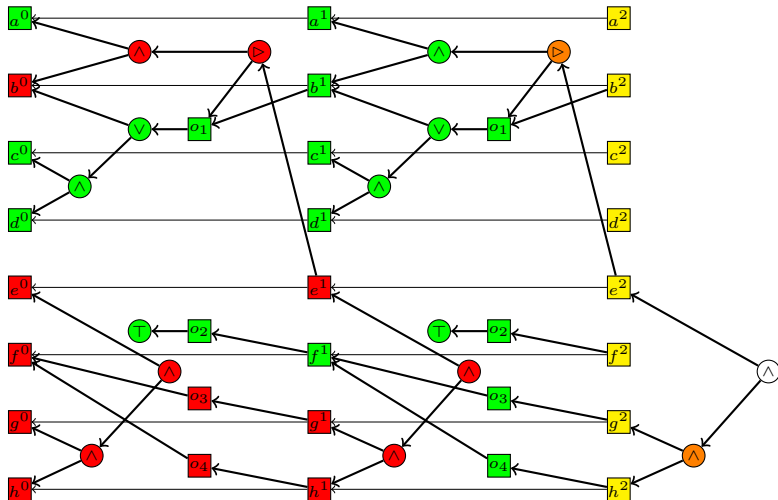 a⁰ a¹ a²
∧ ▷ ∧ ▷
b⁰ b¹ b²
∨ o₁ ∨ o₁
c⁰ c¹ c²
∧ ∧
d⁰ d¹ d²
e⁰ e¹ e²
⊤ o₂ ⊤ o₂
f⁰ f¹ f²
∧ ∧ ∧
o₃ o₃
g⁰ g¹ g²
∧ ∧ ∧
o₄ o₄
h⁰ h¹ h²